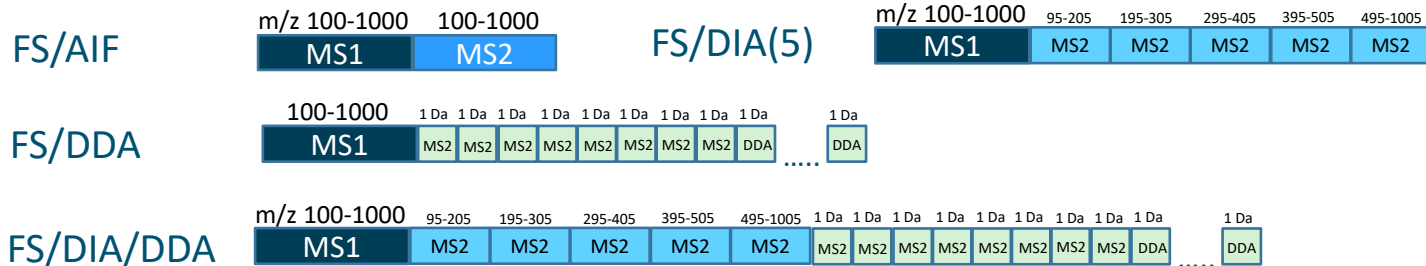 m/z 100-1000 100-1000
FS/AIF MS1 MS2
m/z 100-1000 95-205 195-305 295-405 395-505 495-1005
FS/DIA(5) MS1 MS2 MS2 MS2 MS2 MS2
100-1000 1 Da 1 Da 1 Da 1 Da 1 Da 1 Da 1 Da 1 Da 1 Da 1 Da
FS/DDA MS1 MS2 MS2 MS2 MS2 MS2 MS2 MS2 MS2 DDA ..... DDA
m/z 100-1000 95-205 195-305 295-405 395-505 495-1005 1 Da 1 Da 1 Da 1 Da 1 Da 1 Da 1 Da 1 Da 1 Da 1 Da
FS/DIA/DDA MS1 MS2 MS2 MS2 MS2 MS2 MS2 MS2 MS2 MS2 MS2 MS2 MS2 MS2 DDA ..... DDA